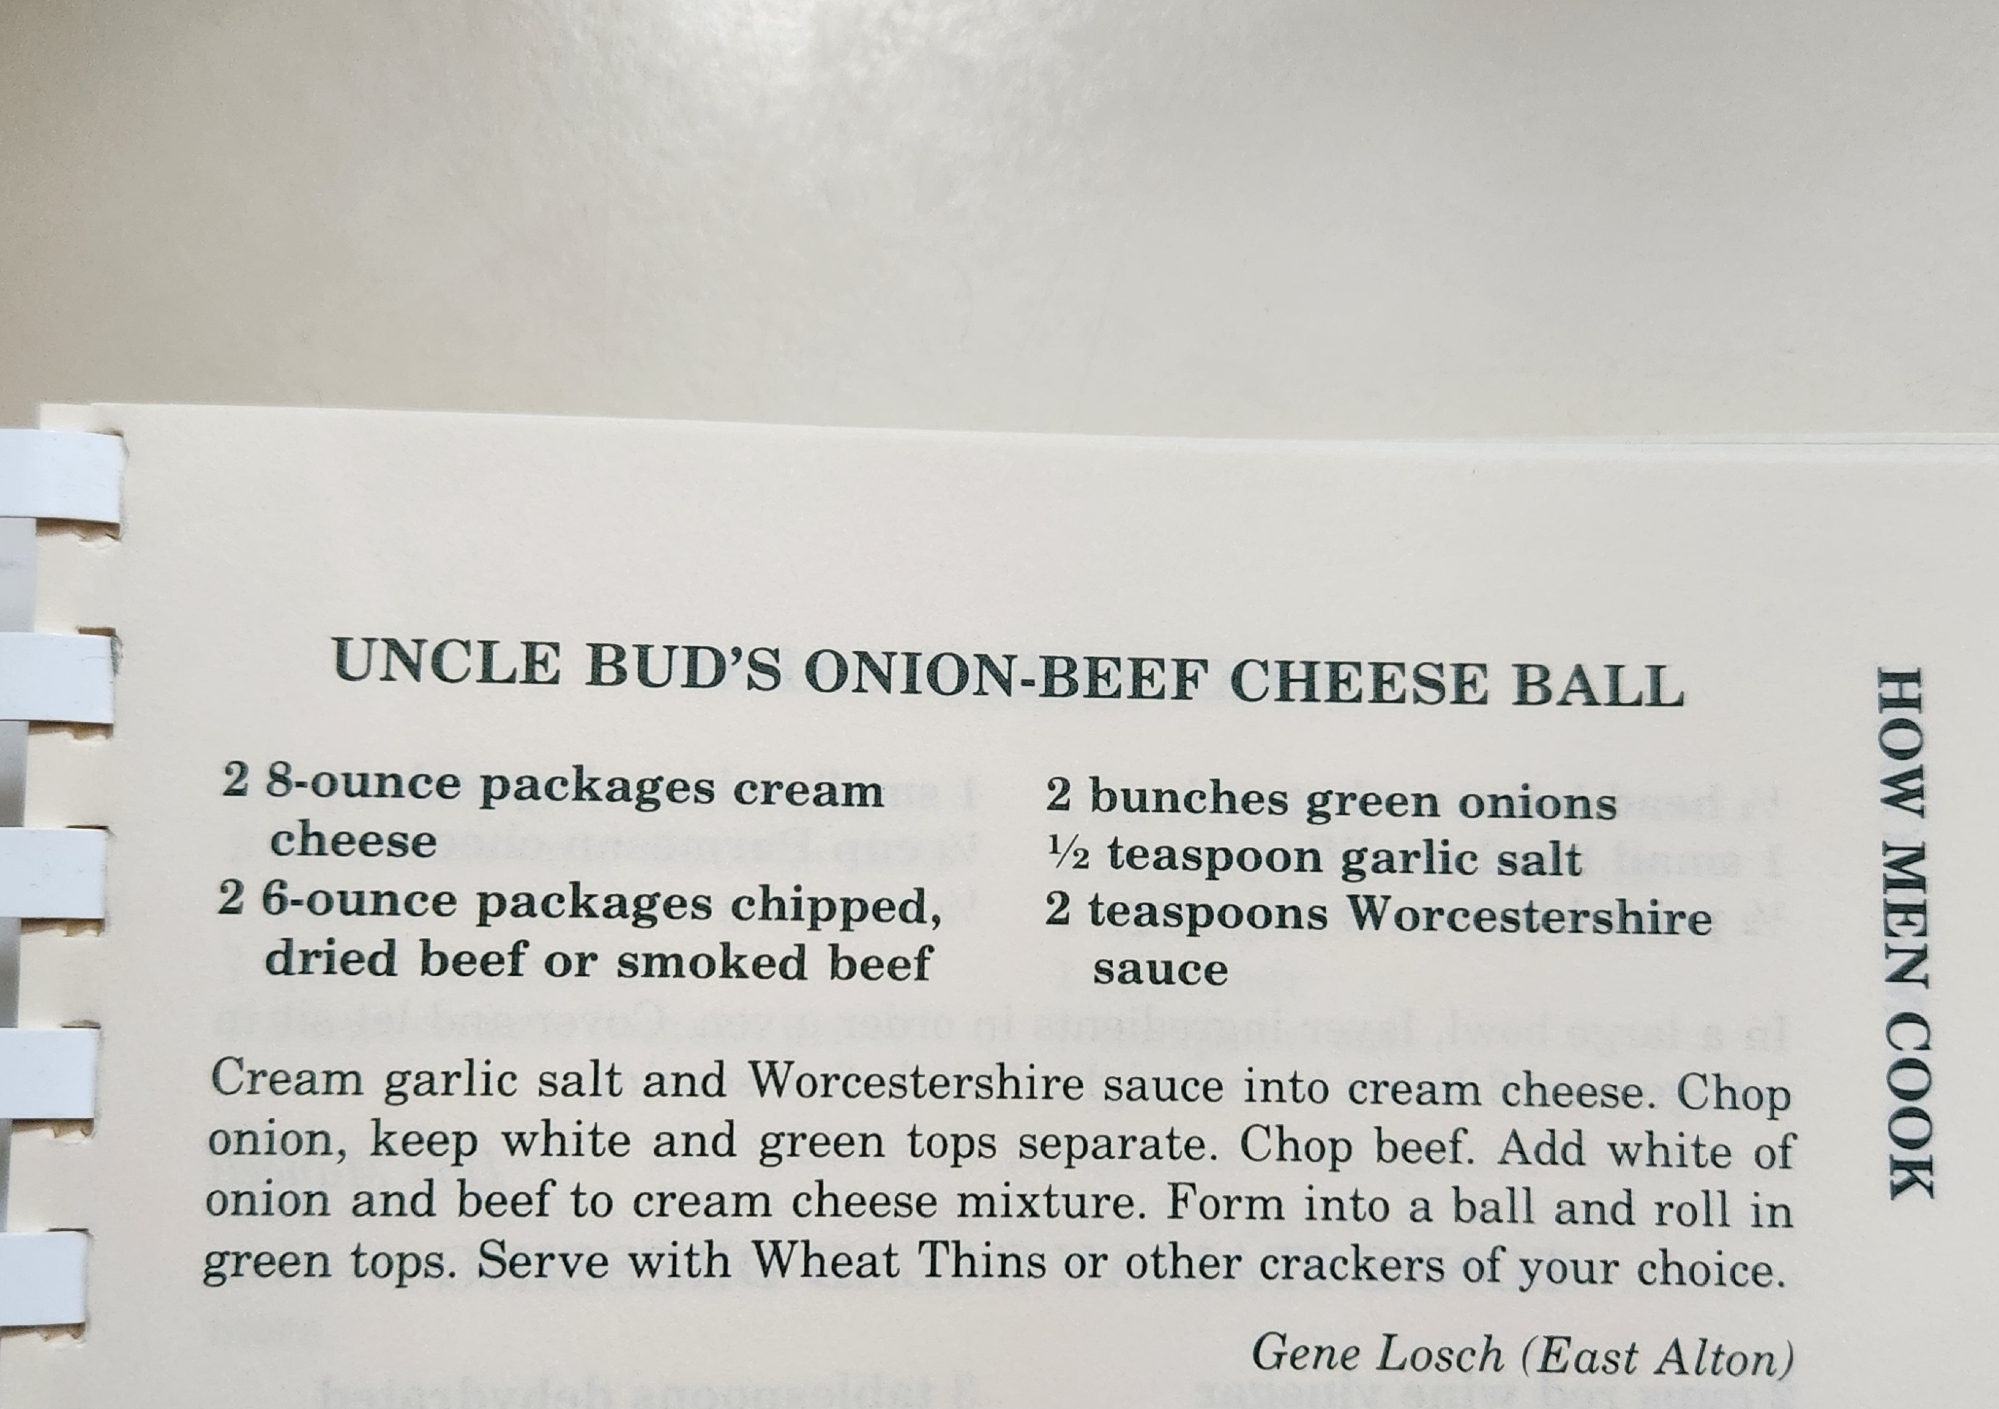 UNCLE BUD'S ONION-BEEF CHEESE BALL
2 8-ounce packages cream
cheese
2 6-ounce packages chipped,
dried beef or smoked beef
2 bunches green onions
½ teaspoon garlic salt
2 teaspoons Worcestershire
sauce
Cream garlic salt and Worcestershire sauce into cream cheese. Chop
onion, keep white and green tops separate. Chop beef. Add white of
onion and beef to cream cheese mixture. Form into a ball and roll in
green tops. Serve with Wheat Thins or other crackers of your choice.
Gene Losch (East Alton)
HOW MEN COOK